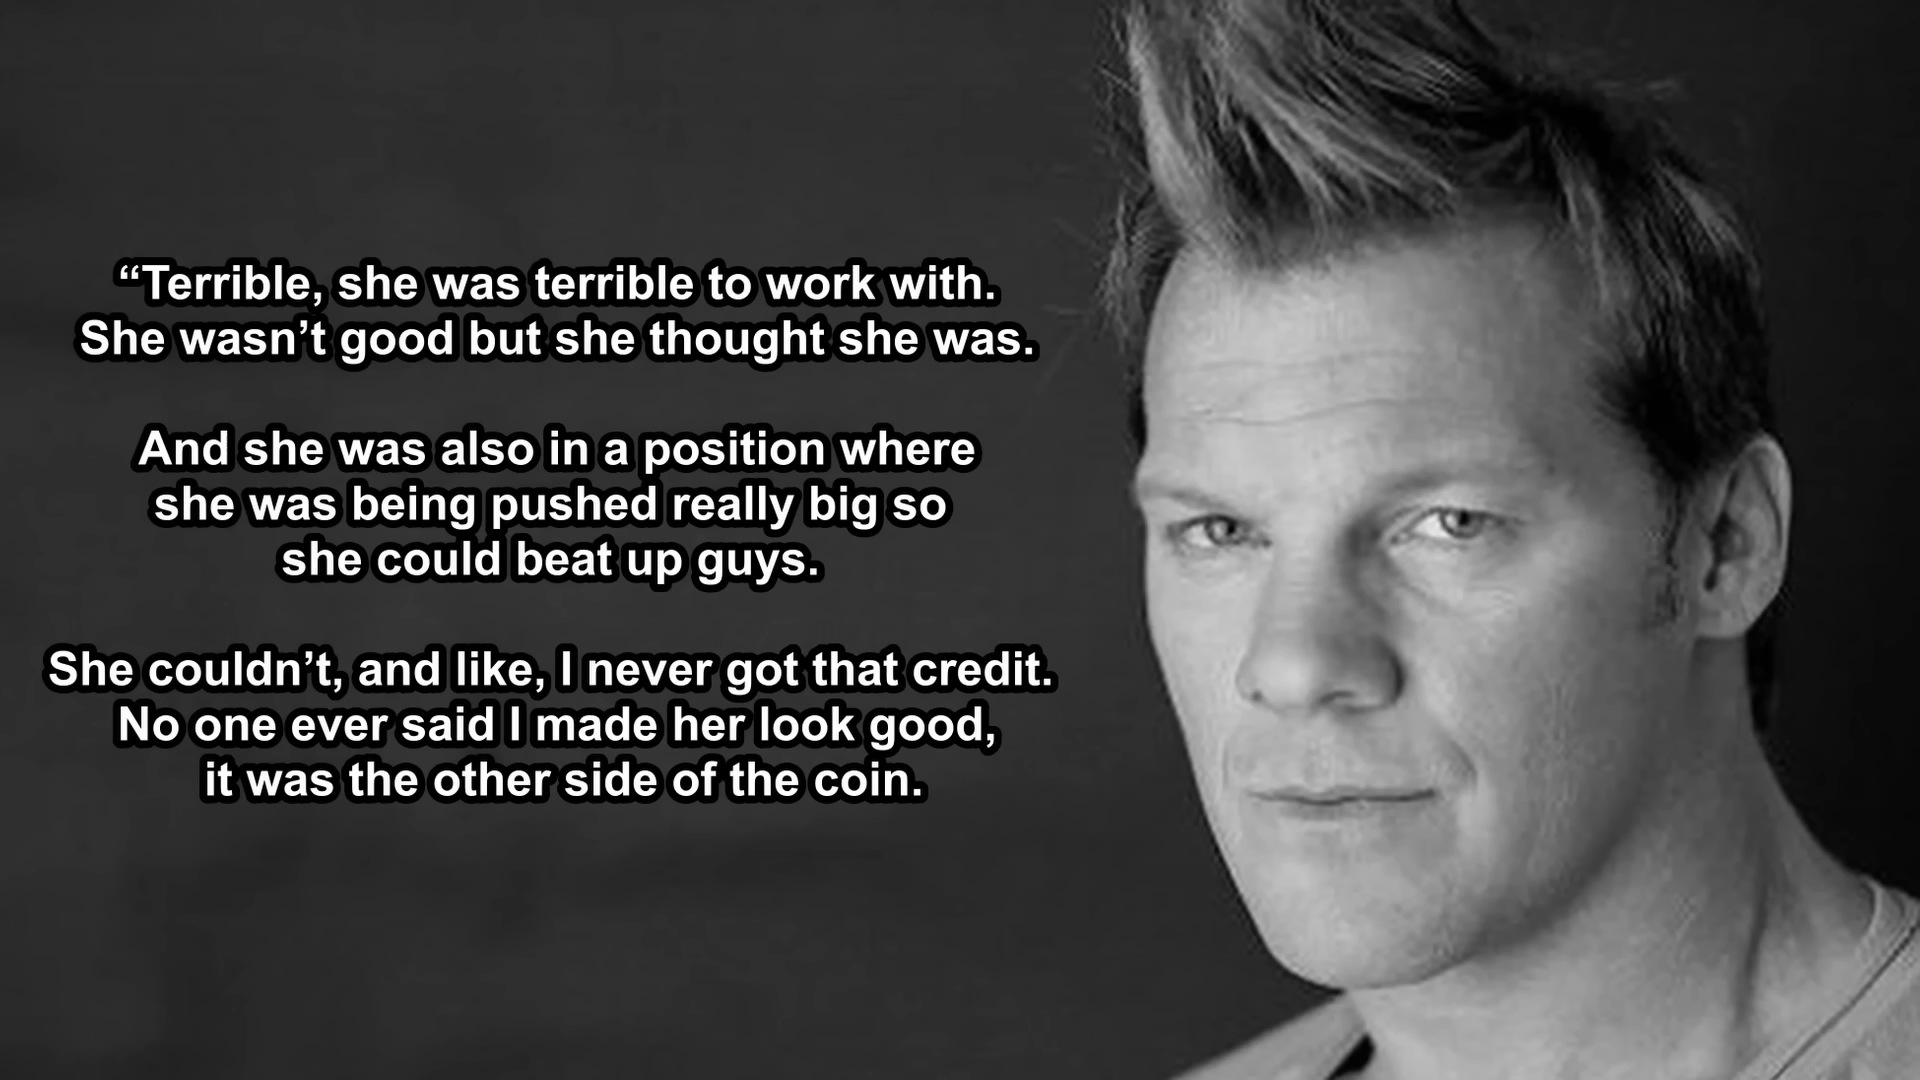 “Terrible, she was terrible to work with.
She wasn’t good but she thought she was.
And she was also in a position where
she was being pushed really big so
she could beat up guys.
She couldn’t, and like, I never got that credit.
No one ever said I made her look good,
it was the other side of the coin.